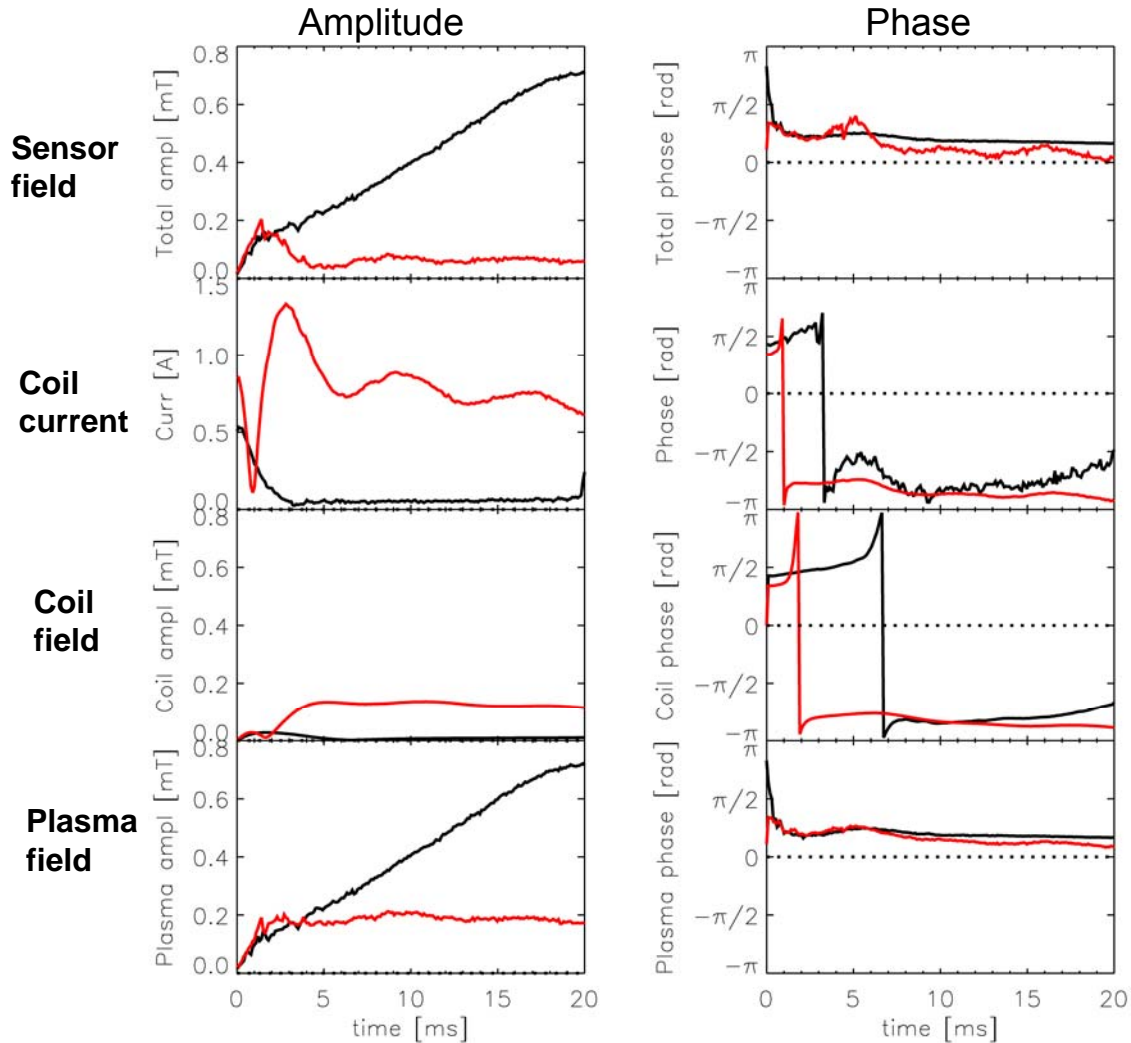 Amplitude
Phase
Sensor
field
Total ampl [mT]
0.8
0.6
0.4
0.2
0.0
Total phase [rad]
π
π/2
0
−π/2
−π
Coil
current
Curr [A]
1.5
1.0
0.5
0.0
Phase [rad]
π
π/2
0
−π/2
−π
Coil
field
Coil ampl [mT]
0.8
0.6
0.4
0.2
0.0
Coil phase [rad]
π
π/2
0
−π/2
−π
Plasma
field
Plasma ampl [mT]
0.8
0.6
0.4
0.2
0.0
Plasma phase [rad]
π
π/2
0
−π/2
−π
0 5 10 15 20
time [ms]
0 5 10 15 20
time [ms]